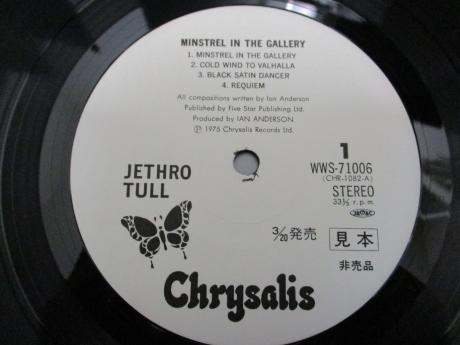 MINSTREL IN THE GALLERY
1. MINSTREL IN THE GALLERY
2. COLD WIND TO VALHALLA
3. BLACK SATIN DANCER
4. REQUIEM
All compositions written by Ian Anderson
Published by Five Star Publishing Ltd.
Produced by IAN ANDERSON
Ⓟ 1975 Chrysalis Records Ltd.
JETHRO
TULL
1
WWS-71006
(CHR-1082-A)
STEREO
33⅓ r.p.m.
JASRAC
3/20発売
見本
非売品
Chrysalis